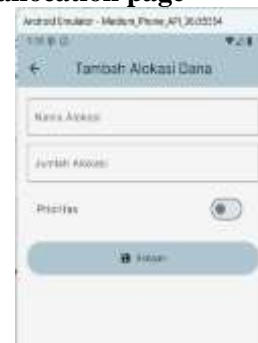 allocation page
Android Emulator - Medium_Phone_API_36:5554
Tambah Alokasi Dana
Nama Alokasi
Jumlah Alokasi
Prioritas
Simpan